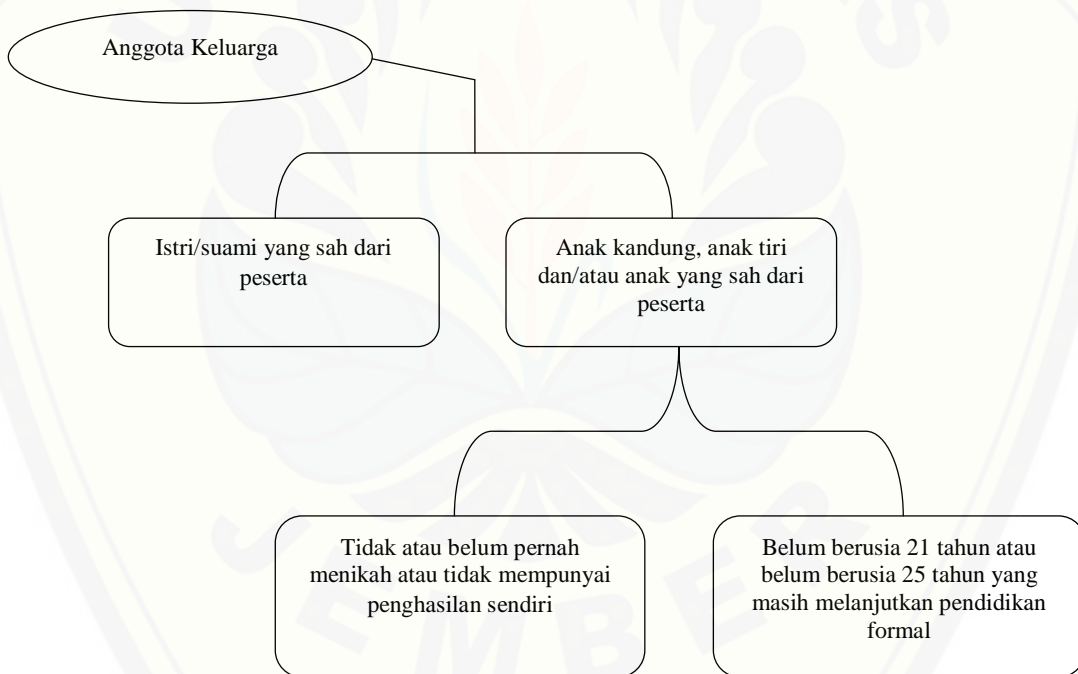 Anggota Keluarga
Istri/suami yang sah dari
peserta
Anak kandung, anak tiri
dan/atau anak yang sah dari
peserta
Tidak atau belum pernah
menikah atau tidak mempunyai
penghasilan sendiri
Belum berusia 21 tahun atau
belum berusia 25 tahun yang
masih melanjutkan pendidikan
formal
JEMBER